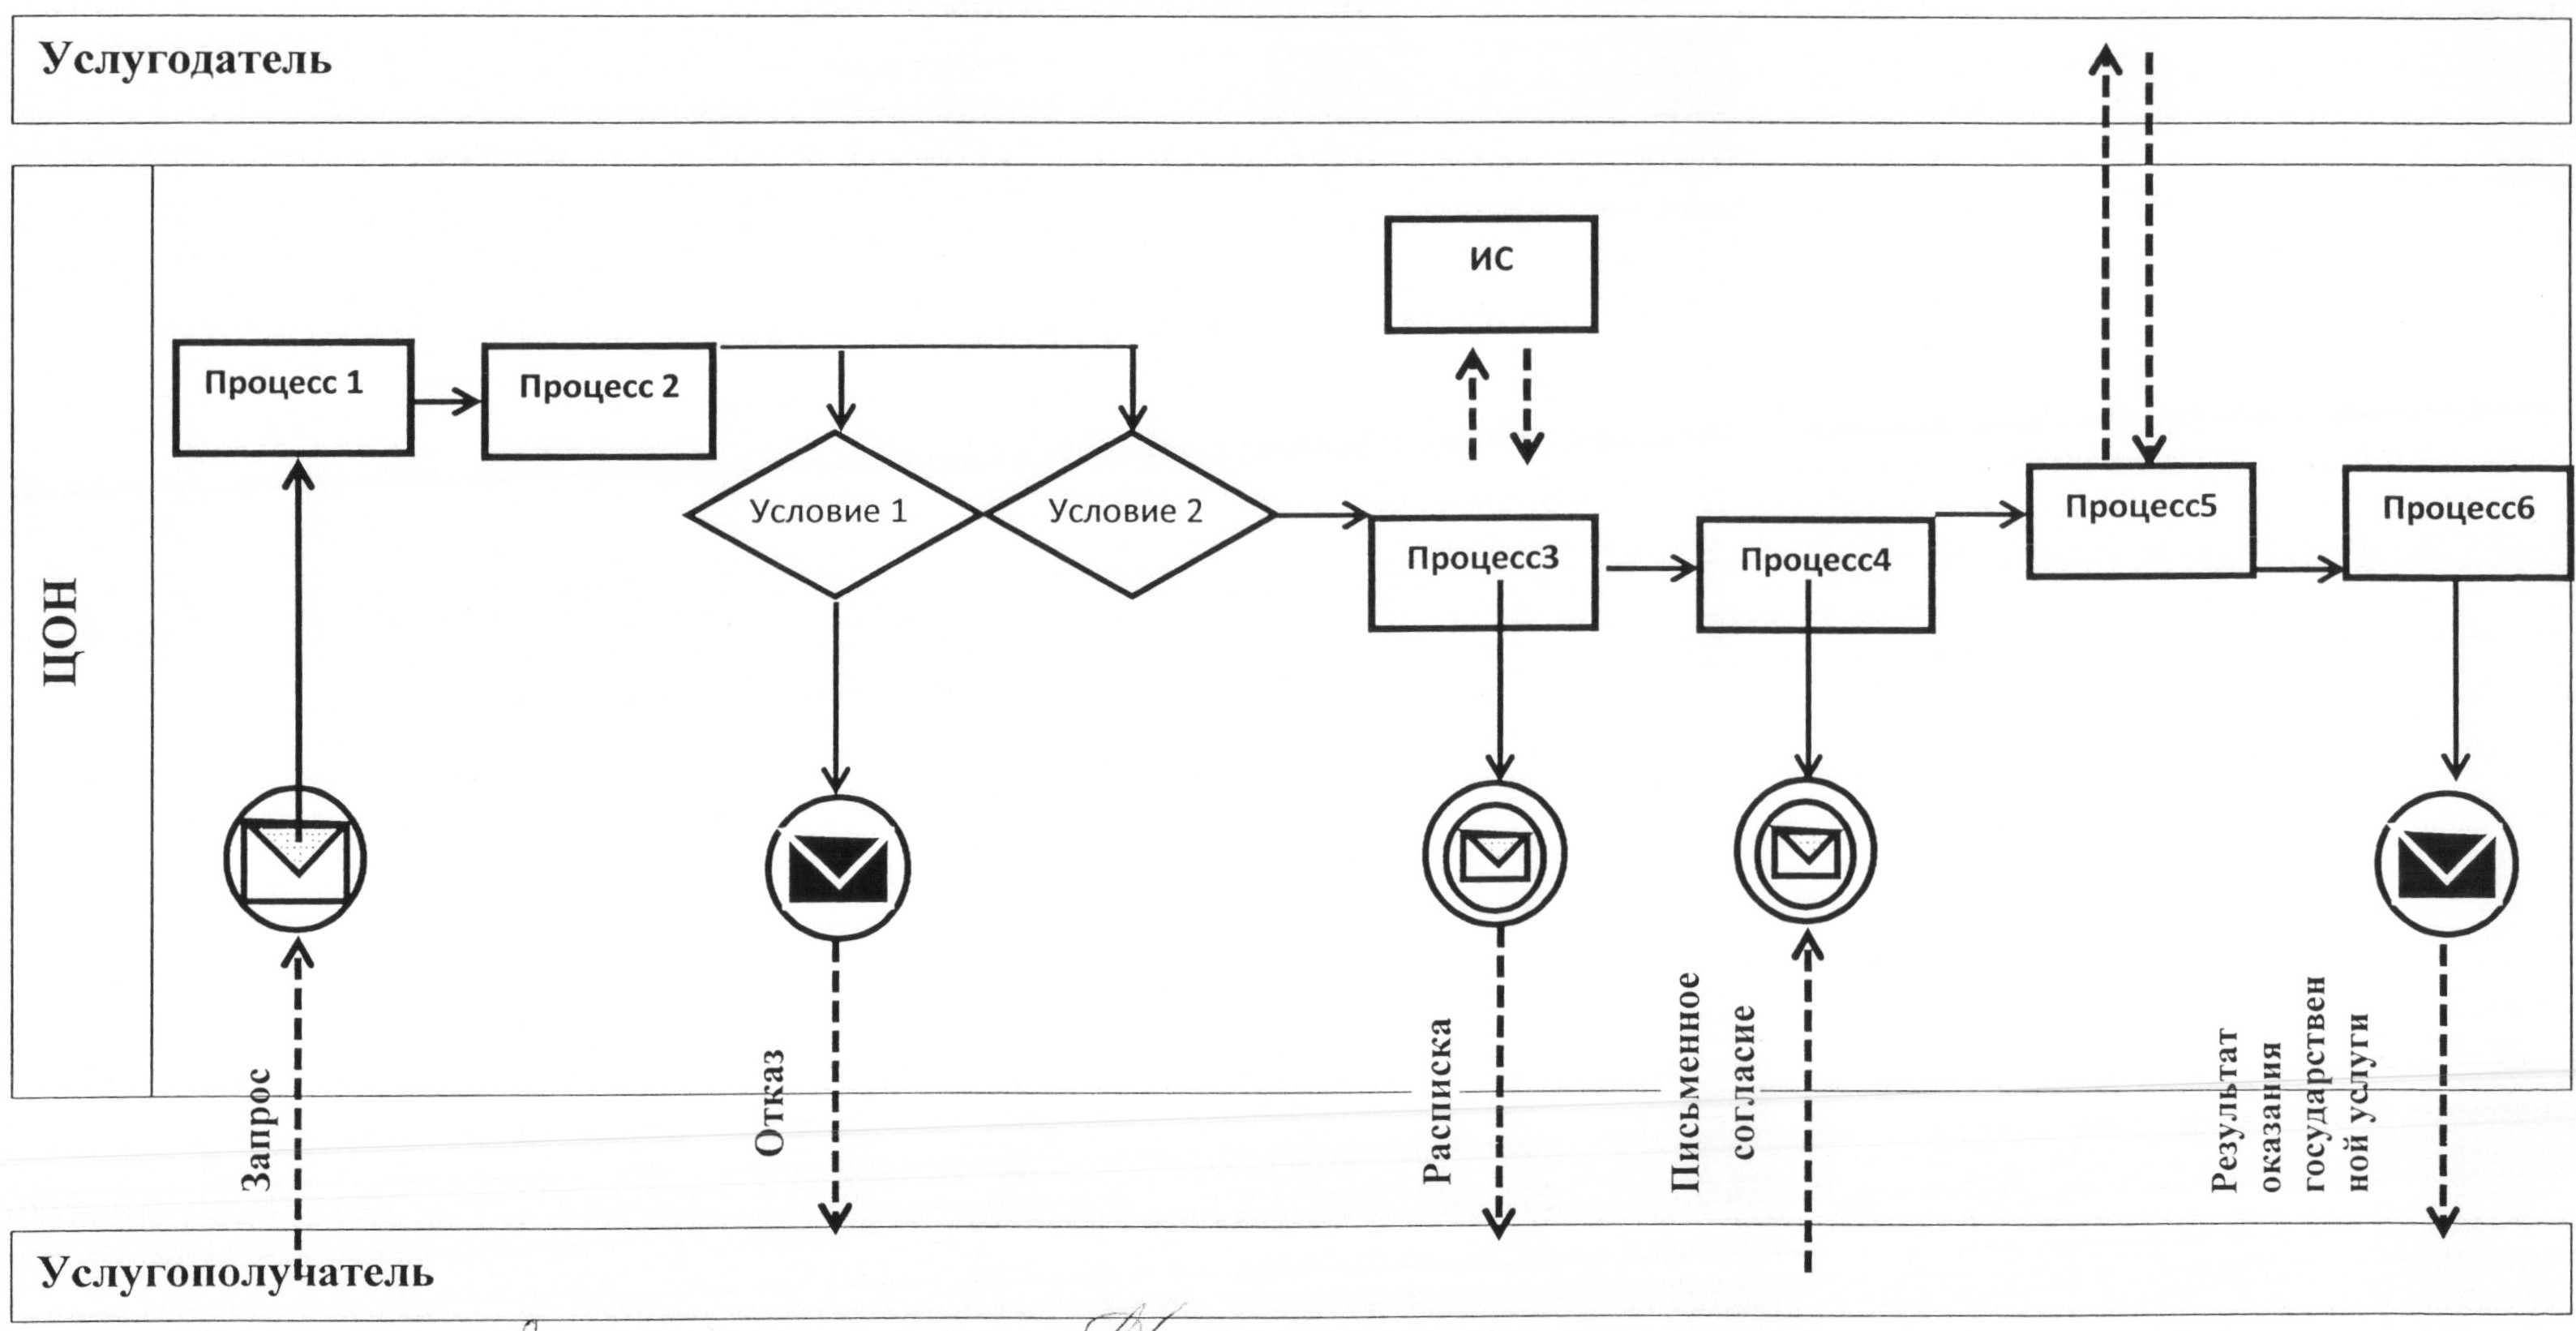 Услугодатель
ЦОН
ИС
Процесс 1
Процесс 2
Условие 1
Условие 2
Процесс3
Процесс4
Процесс5
Процесс6
Запрос
Отказ
Расписка
Письменное
согласие
Результат
оказания
государствен
ной услуги
Услугополучатель